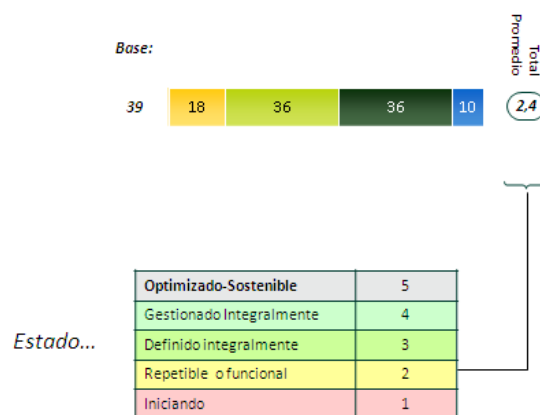 Total
Promedio
Base:
39 18 36 36 10 2,4
Optimizado-Sostenible 5
Gestionado Integralmente 4
Estado... Definido integralmente 3
Repetible o funcional 2
Iniciando 1